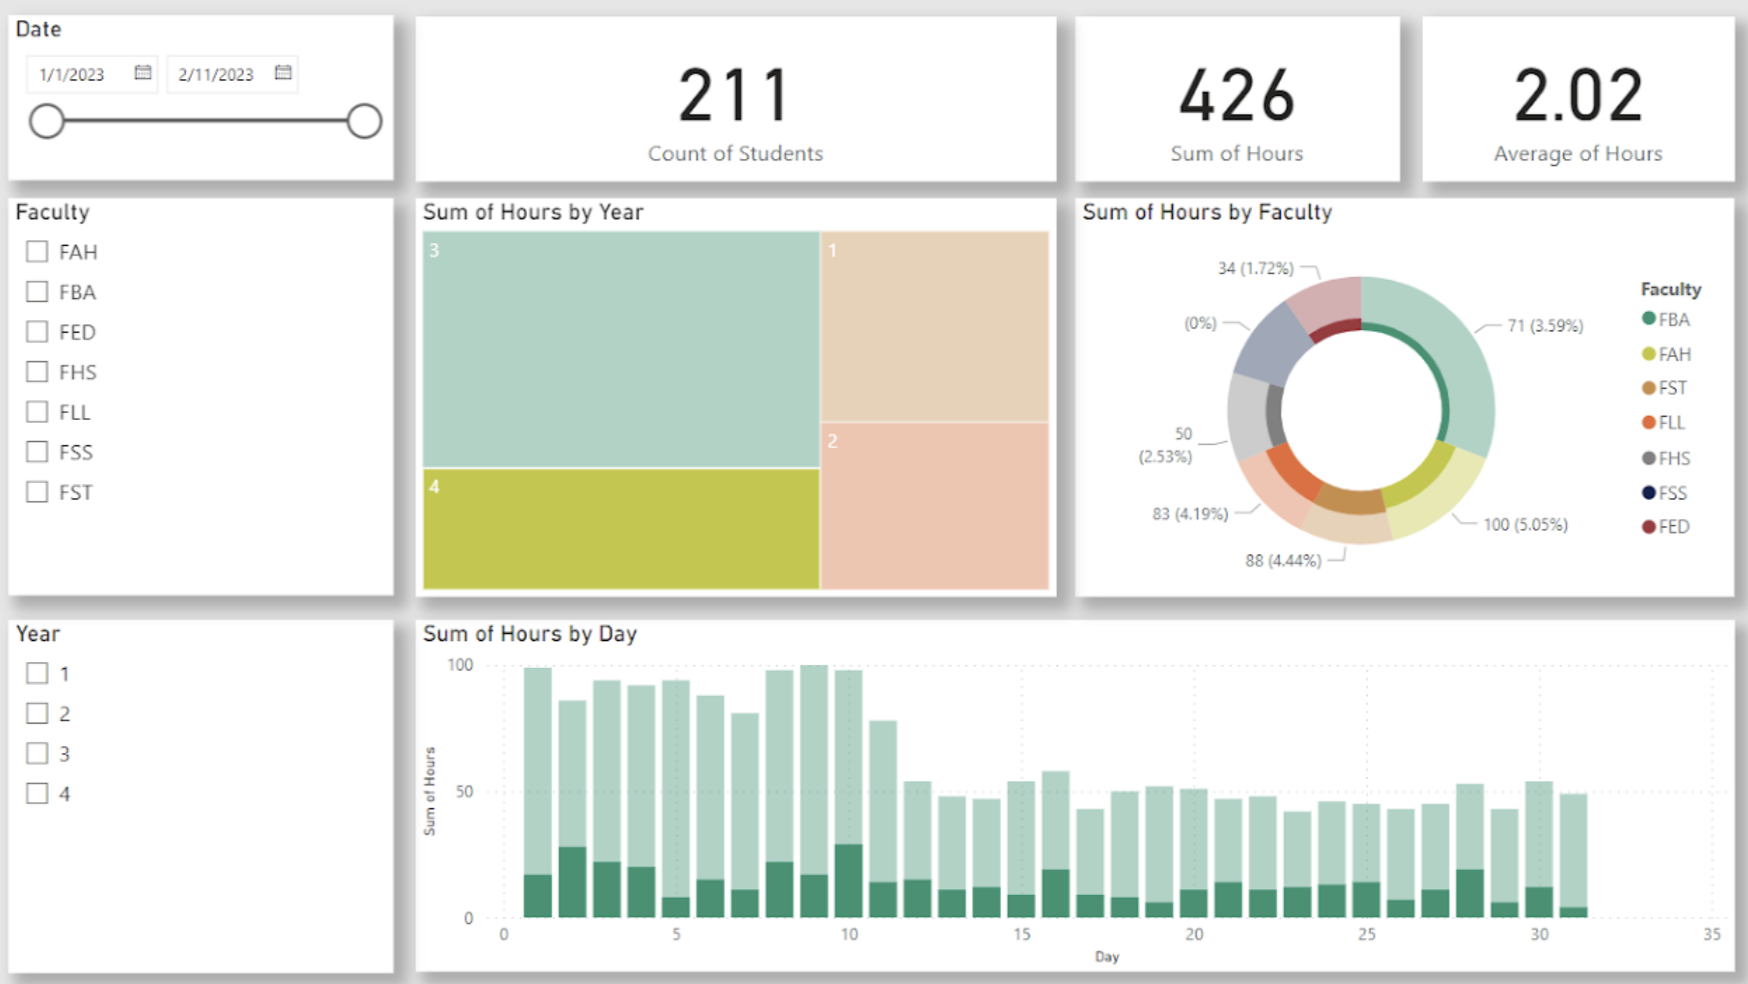 Date
1/1/2023
2/11/2023
211
Count of Students
426
Sum of Hours
2.02
Average of Hours
Faculty
FAH
FBA
FED
FHS
FLL
FSS
FST
Sum of Hours by Year
3
1
4
2
Sum of Hours by Faculty
34 (1.72%)
(0%)
50
(2.53%)
83 (4.19%)
88 (4.44%)
71 (3.59%)
100 (5.05%)
Faculty
FBA
FAH
FST
FLL
FHS
FSS
FED
Year
1
2
3
4
Sum of Hours by Day
Sum of Hours
100
50
0
0 5 10 15 20 25 30 35
Day